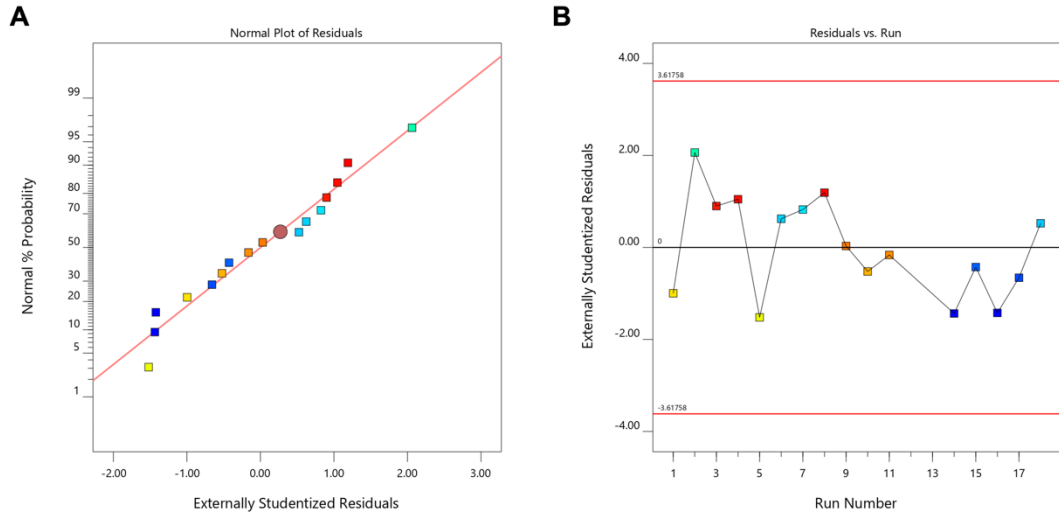 A
Normal Plot of Residuals
Normal % Probability
99
95
90
80
70
50
30
20
10
5
1
-2.00 -1.00 0.00 1.00 2.00 3.00
Externally Studentized Residuals
B
Residuals vs. Run
Externally Studentized Residuals
4.00
3.61758
2.00
0.00
0
-2.00
-3.61758
-4.00
1 3 5 7 9 11 13 15 17
Run Number